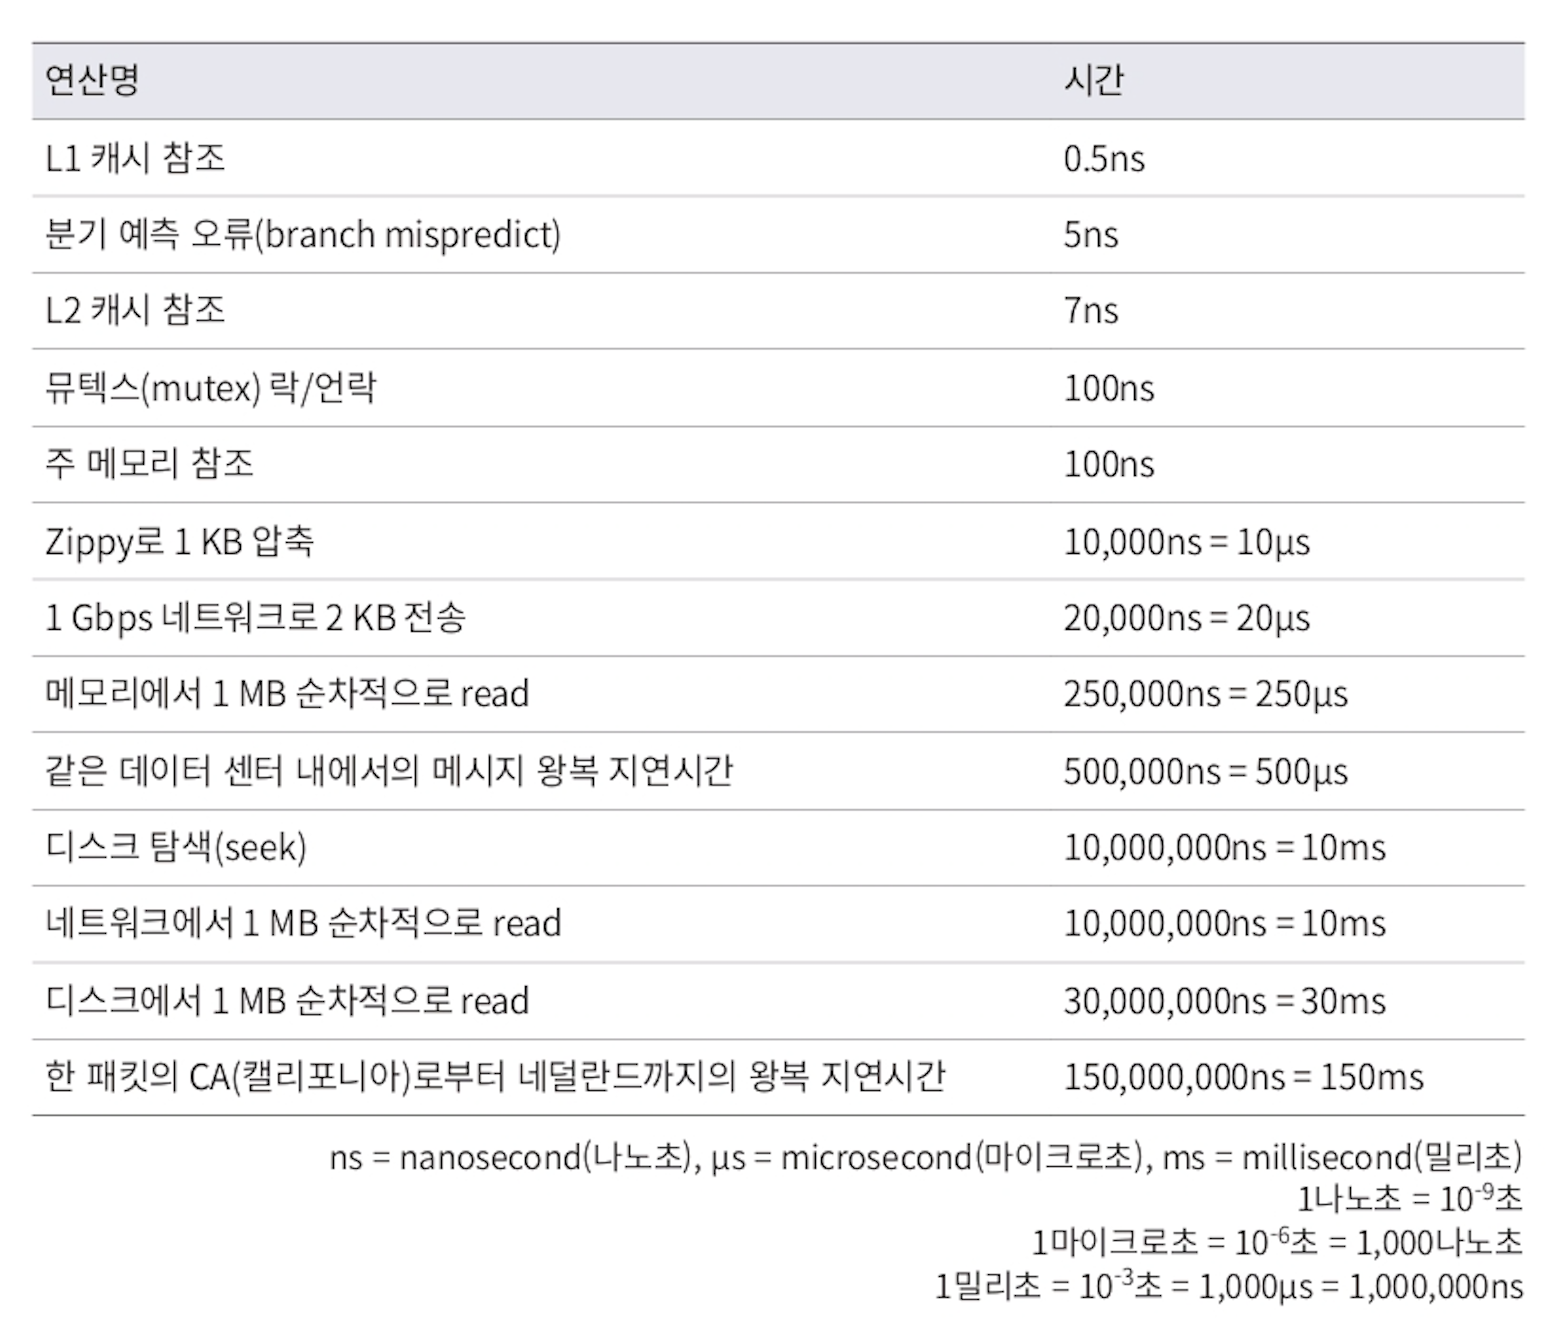 연산명 시간
L1 캐시 참조 0.5ns
분기 예측 오류(branch mispredict) 5ns
L2 캐시 참조 7ns
뮤텍스(mutex) 락/언락 100ns
주 메모리 참조 100ns
Zippy로 1 KB 압축 10,000ns = 10μs
1 Gbps 네트워크로 2 KB 전송 20,000ns = 20μs
메모리에서 1 MB 순차적으로 read 250,000ns = 250μs
같은 데이터 센터 내에서의 메시지 왕복 지연시간 500,000ns = 500μs
디스크 탐색(seek) 10,000,000ns = 10ms
네트워크에서 1 MB 순차적으로 read 10,000,000ns = 10ms
디스크에서 1 MB 순차적으로 read 30,000,000ns = 30ms
한 패킷의 CA(캘리포니아)로부터 네덜란드까지의 왕복 지연시간 150,000,000ns = 150ms
ns = nanosecond(나노초), μs = microsecond(마이크로초), ms = millisecond(밀리초)
1나노초 = 10⁻⁹초
1마이크로초 = 10⁻⁶초 = 1,000나노초
1밀리초 = 10⁻³초 = 1,000μs = 1,000,000ns